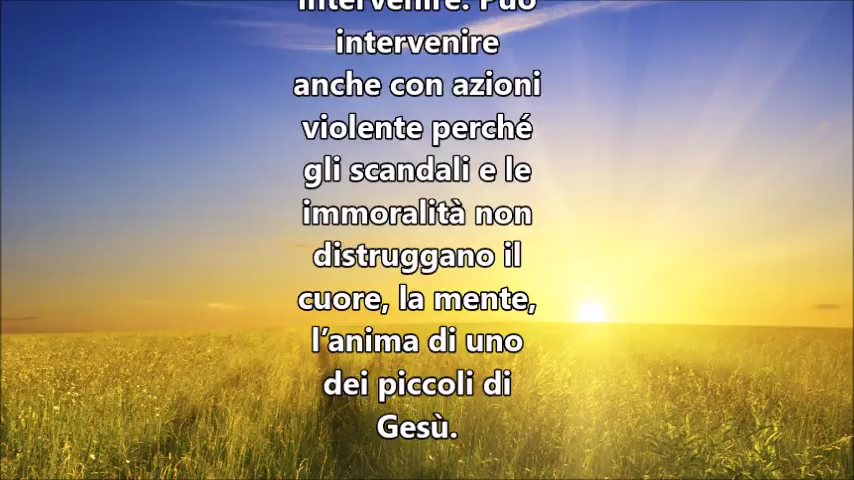 intervenire. Può
intervenire
anche con azioni
violente perché
gli scandali e le
immoralità non
distruggano il
cuore, la mente,
l’anima di uno
dei piccoli di
Gesù.